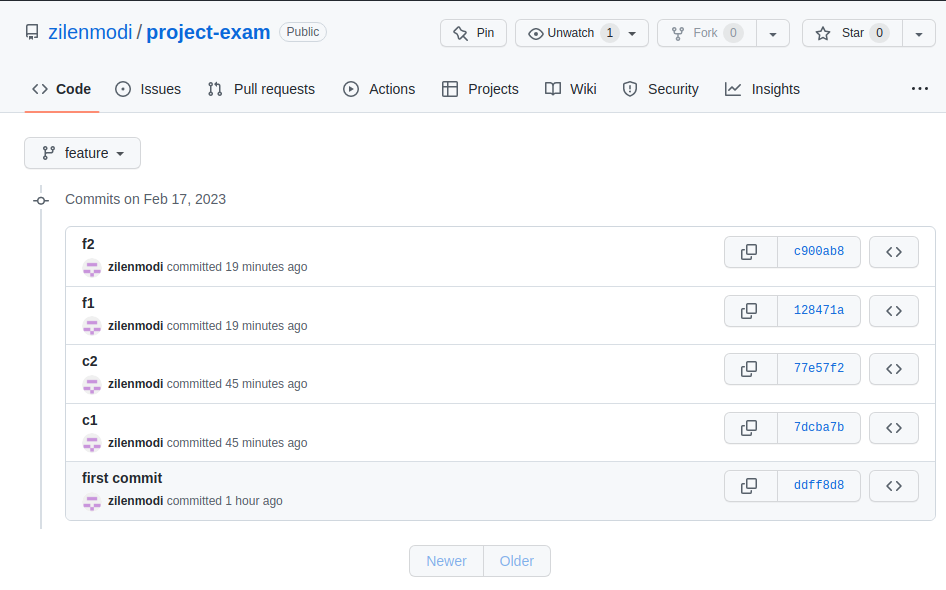 zilenmodi / project-exam Public Pin Unwatch 1 Fork 0 Star 0
Code Issues Pull requests Actions Projects Wiki Security Insights
feature
Commits on Feb 17, 2023
f2
zilenmodi committed 19 minutes ago c900ab8
f1
zilenmodi committed 19 minutes ago 128471a
c2
zilenmodi committed 45 minutes ago 77e57f2
c1
zilenmodi committed 45 minutes ago 7dcba7b
first commit
zilenmodi committed 1 hour ago ddff8d8
Newer Older